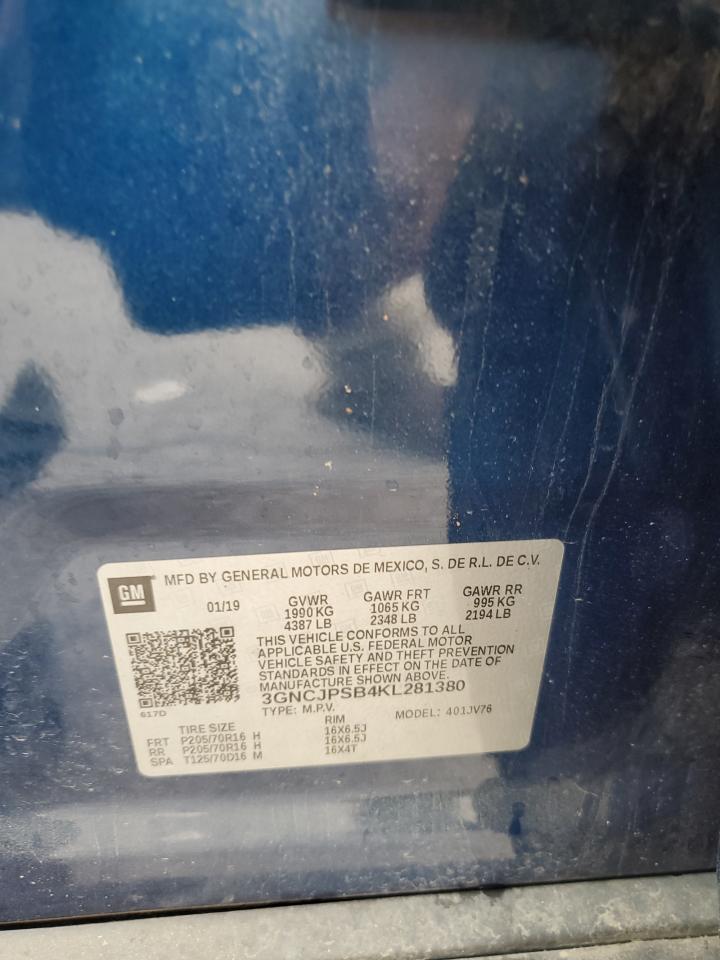 GM MFD BY GENERAL MOTORS DE MEXICO, S. DE R.L. DE C.V.
01/19 GVWR GAWR FRT GAWR RR
1990 KG 1065 KG 995 KG
4387 LB 2348 LB 2194 LB
THIS VEHICLE CONFORMS TO ALL
APPLICABLE U.S. FEDERAL MOTOR
VEHICLE SAFETY AND THEFT PREVENTION
STANDARDS IN EFFECT ON THE DATE OF
MANUFACTURE SHOWN ABOVE.
3GNCJPSB4KL281380
617D TYPE: M.P.V. MODEL: 401JV76
TIRE SIZE RIM
FRT P205/70R16 H 16X6.5J
RR P205/70R16 H 16X6.5J
SPA T125/70D16 M 16X4T